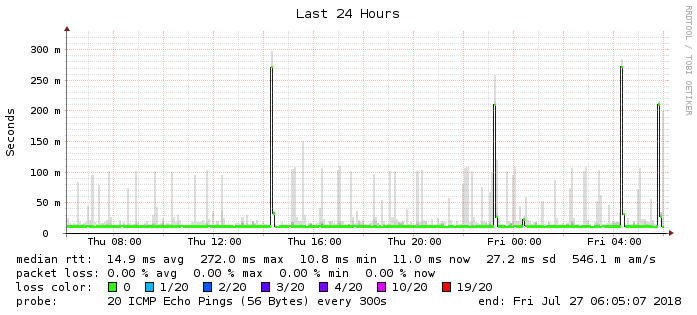 Last 24 Hours
RRDTOOL / TOBI OETIKER
Seconds
300 m
250 m
200 m
150 m
100 m
50 m
0
Thu 08:00 Thu 12:00 Thu 16:00 Thu 20:00 Fri 00:00 Fri 04:00
median rtt: 14.9 ms avg 272.0 ms max 10.8 ms min 11.0 ms now 27.2 ms sd 546.1 m am/s
packet loss: 0.00 % avg 0.00 % max 0.00 % min 0.00 % now
loss color: 0 1/20 2/20 3/20 4/20 10/20 19/20
probe: 20 ICMP Echo Pings (56 Bytes) every 300s end: Fri Jul 27 06:05:07 2018